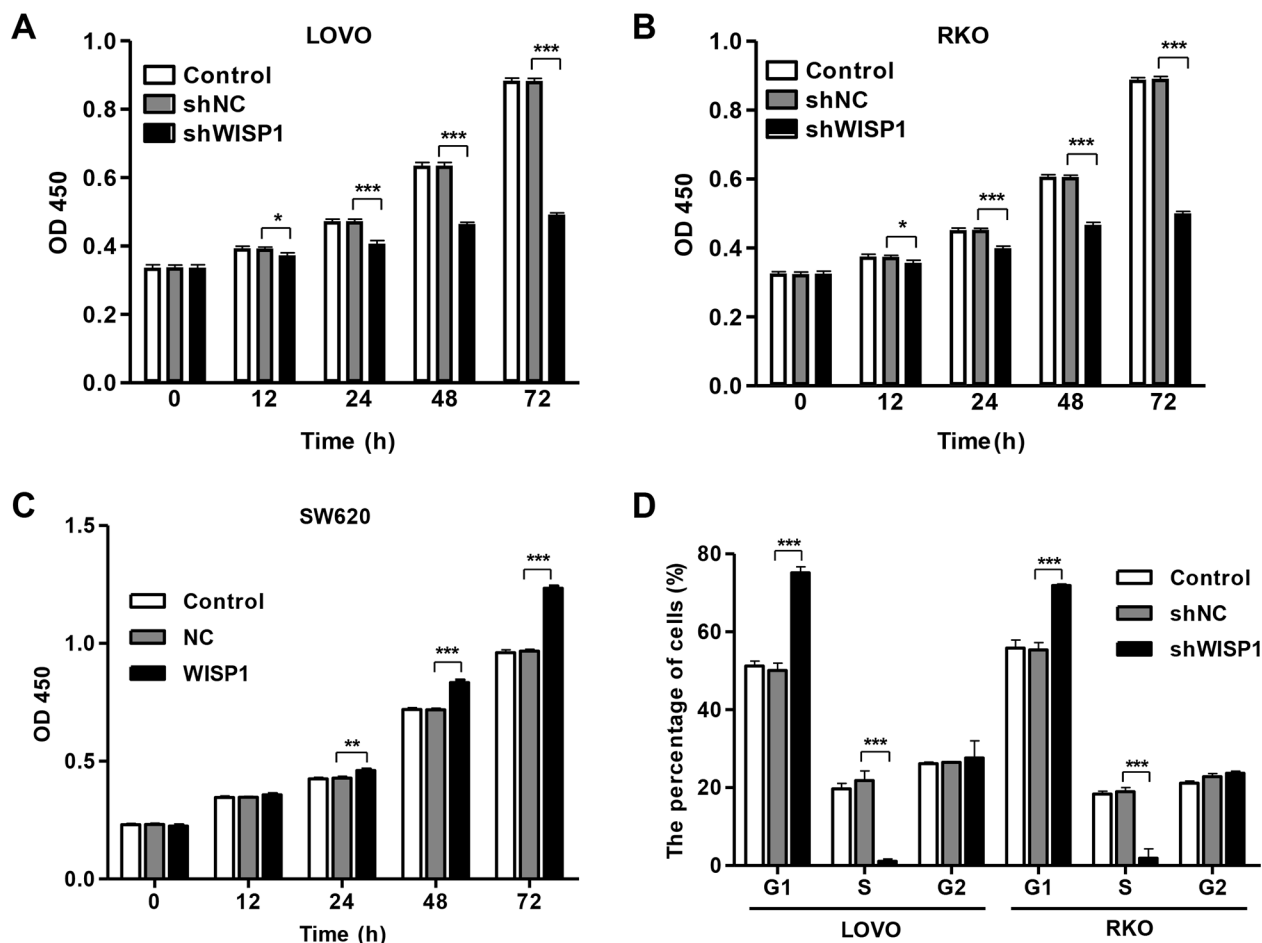 A
LOVO
Control
shNC
shWISP1
***
***
***
*
1.0
0.8
0.6
0.4
0.2
0.0
OD 450
0 12 24 48 72
Time (h)
B
RKO
Control
shNC
shWISP1
***
***
***
*
1.0
0.8
0.6
0.4
0.2
0.0
OD 450
0 12 24 48 72
Time (h)
C
SW620
Control
NC
WISP1
***
***
**
1.5
1.0
0.5
0.0
OD 450
0 12 24 48 72
Time (h)
D
Control
shNC
shWISP1
***
***
***
***
80
60
40
20
0
The percentage of cells (%)
G1 S G2 G1 S G2
LOVO RKO